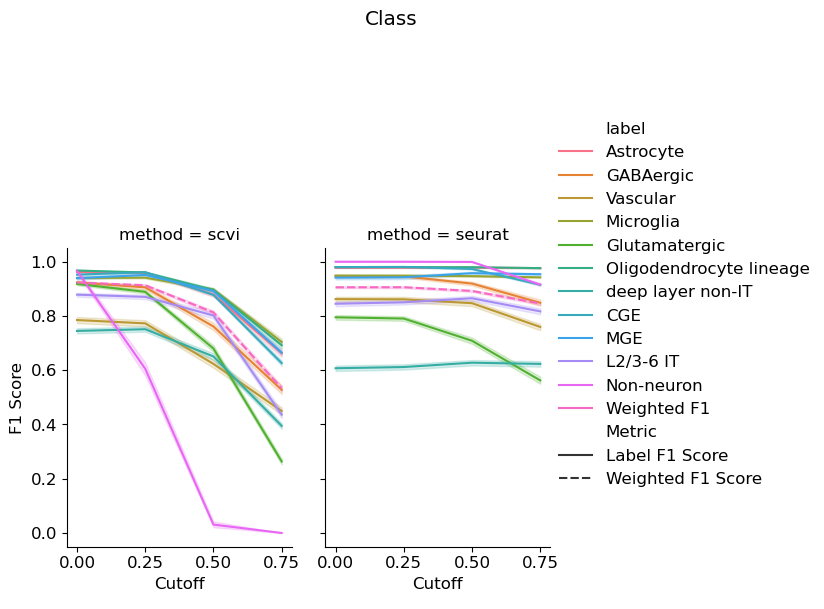 Class
method = scvi
method = seurat
F1 Score
1.0
0.8
0.6
0.4
0.2
0.0
0.00 0.25 0.50 0.75
0.00 0.25 0.50 0.75
Cutoff
Cutoff
label
Astrocyte
GABAergic
Vascular
Microglia
Glutamatergic
Oligodendrocyte lineage
deep layer non-IT
CGE
MGE
L2/3-6 IT
Non-neuron
Weighted F1
Metric
Label F1 Score
Weighted F1 Score